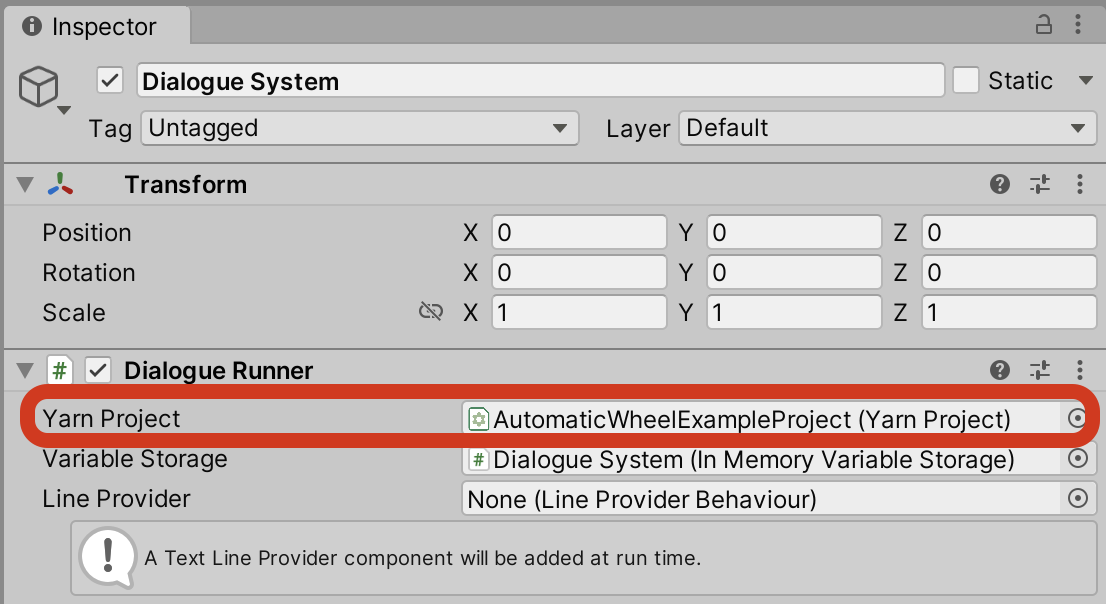 Inspector
Dialogue System Static
Tag Untagged Layer Default
Transform
Position X 0 Y 0 Z 0
Rotation X 0 Y 0 Z 0
Scale X 1 Y 1 Z 1
# Dialogue Runner
Yarn Project AutomaticWheelExampleProject (Yarn Project)
Variable Storage # Dialogue System (In Memory Variable Storage)
Line Provider None (Line Provider Behaviour)
! A Text Line Provider component will be added at run time.